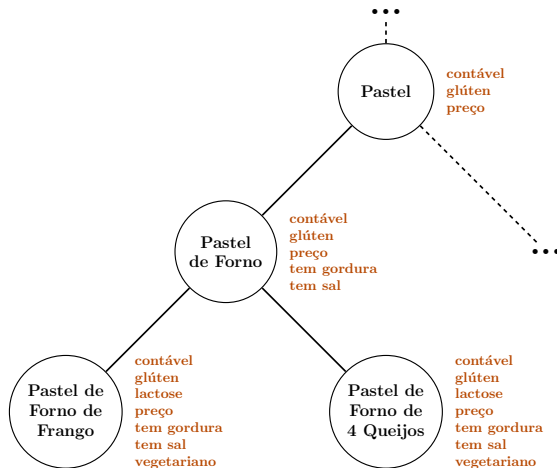 ...
Pastel
contável
glúten
preço
Pastel
de Forno
contável
glúten
preço
tem gordura
tem sal
...
Pastel de
Forno de
Frango
contável
glúten
lactose
preço
tem gordura
tem sal
vegetariano
Pastel de
Forno de
4 Queijos
contável
glúten
lactose
preço
tem gordura
tem sal
vegetariano